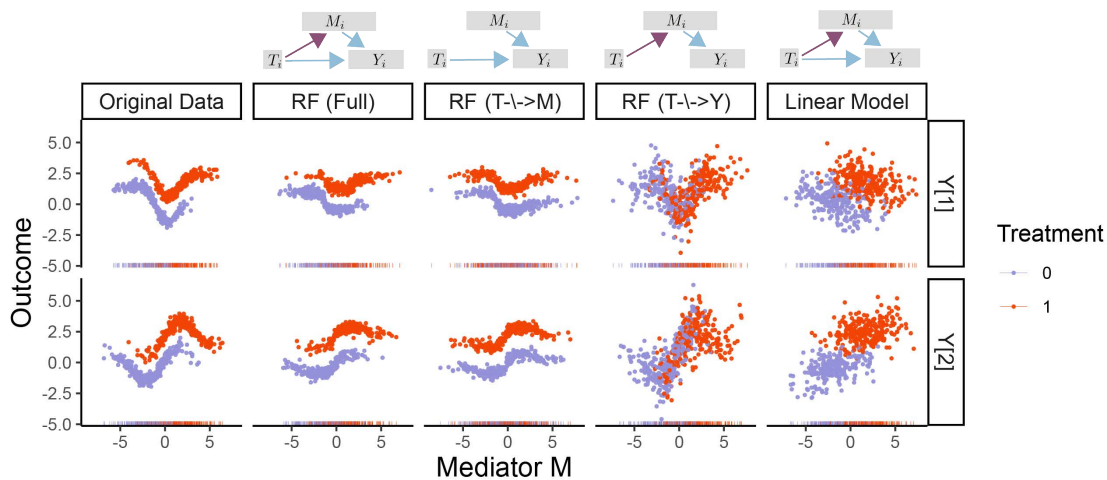 M_i M_i M_i M_i
T_i Y_i T_i Y_i T_i Y_i T_i Y_i
Original Data RF (Full) RF (T-\->M) RF (T-\->Y) Linear Model
Outcome
5.0
2.5
0.0
-2.5
-5.0
Y[1]
5.0
2.5
0.0
-2.5
-5.0
Y[2]
-5 0 5 -5 0 5 -5 0 5 -5 0 5 -5 0 5
Mediator M
Treatment
0
1